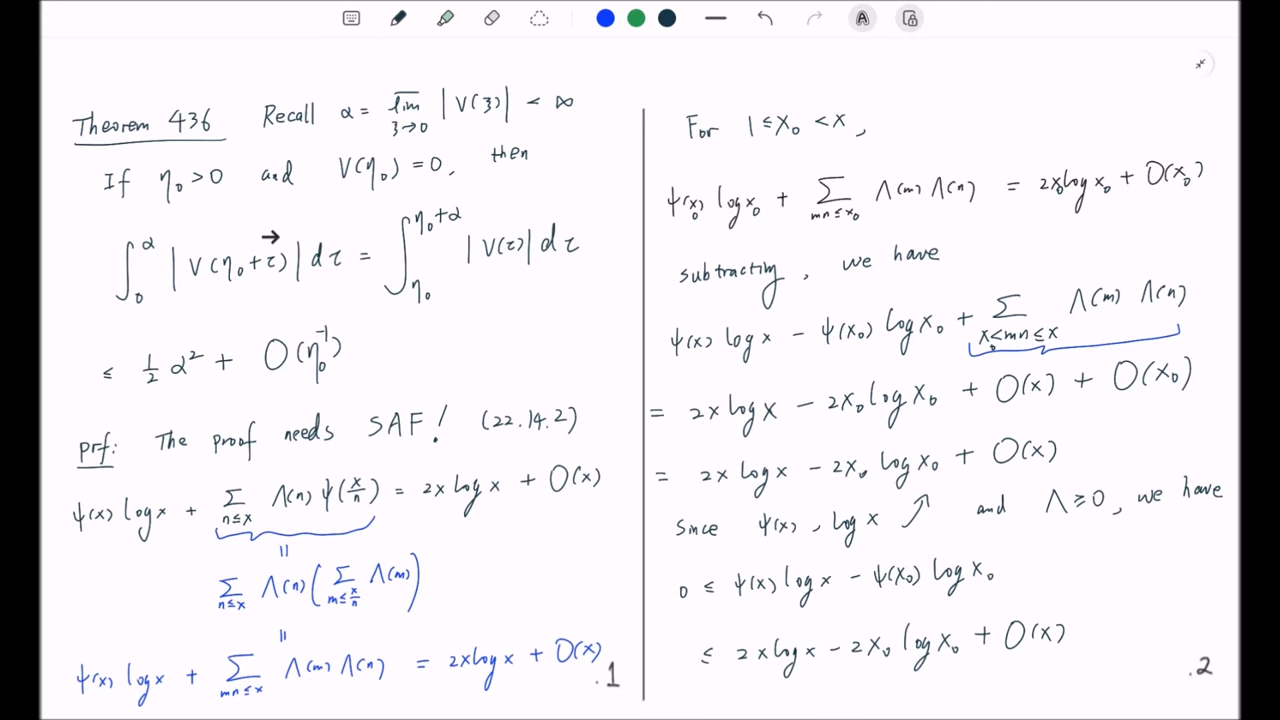 Theorem 436 Recall α = \overline{lim}_{ξ→0} |V(ξ)| < ∞
If η₀ > 0 and V(η₀) = 0, then
∫₀^α |V(η₀+τ)| dτ = ∫_{η₀}^{η₀+α} |V(τ)| dτ
≤ ½ α² + O(η₀⁻¹)
Prf: The proof needs SAF! (22.14.2)
ψ(x) log x + Σ_{n≤x} Λ(n) ψ(x/n) = 2x log x + O(x)
||
Σ_{n≤x} Λ(n) ( Σ_{m≤x/n} Λ(m) )
||
ψ(x) log x + Σ_{mn≤x} Λ(m) Λ(n) = 2x log x + O(x)
.1
For 1 ≤ x₀ < x,
ψ(x₀) log x₀ + Σ_{mn≤x₀} Λ(m) Λ(n) = 2x₀ log x₀ + O(x₀)
subtracting, we have
ψ(x) log x − ψ(x₀) log x₀ + Σ_{x₀<mn≤x} Λ(m) Λ(n)
= 2x log x − 2x₀ log x₀ + O(x) + O(x₀)
= 2x log x − 2x₀ log x₀ + O(x)
Since ψ(x), log x ↗ and Λ ≥ 0, we have
0 ≤ ψ(x) log x − ψ(x₀) log x₀
≤ 2x log x − 2x₀ log x₀ + O(x)
.2